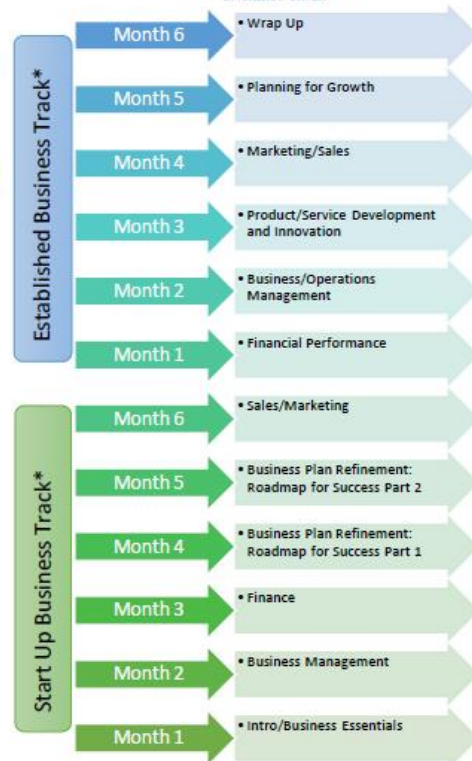 Established Business Track*
Month 6
• Wrap Up
Month 5
• Planning for Growth
Month 4
• Marketing/Sales
Month 3
• Product/Service Development
and Innovation
Month 2
• Business/Operations
Management
Month 1
• Financial Performance
Start Up Business Track*
Month 6
• Sales/Marketing
Month 5
• Business Plan Refinement:
Roadmap for Success Part 2
Month 4
• Business Plan Refinement:
Roadmap for Success Part 1
Month 3
• Finance
Month 2
• Business Management
Month 1
• Intro/Business Essentials